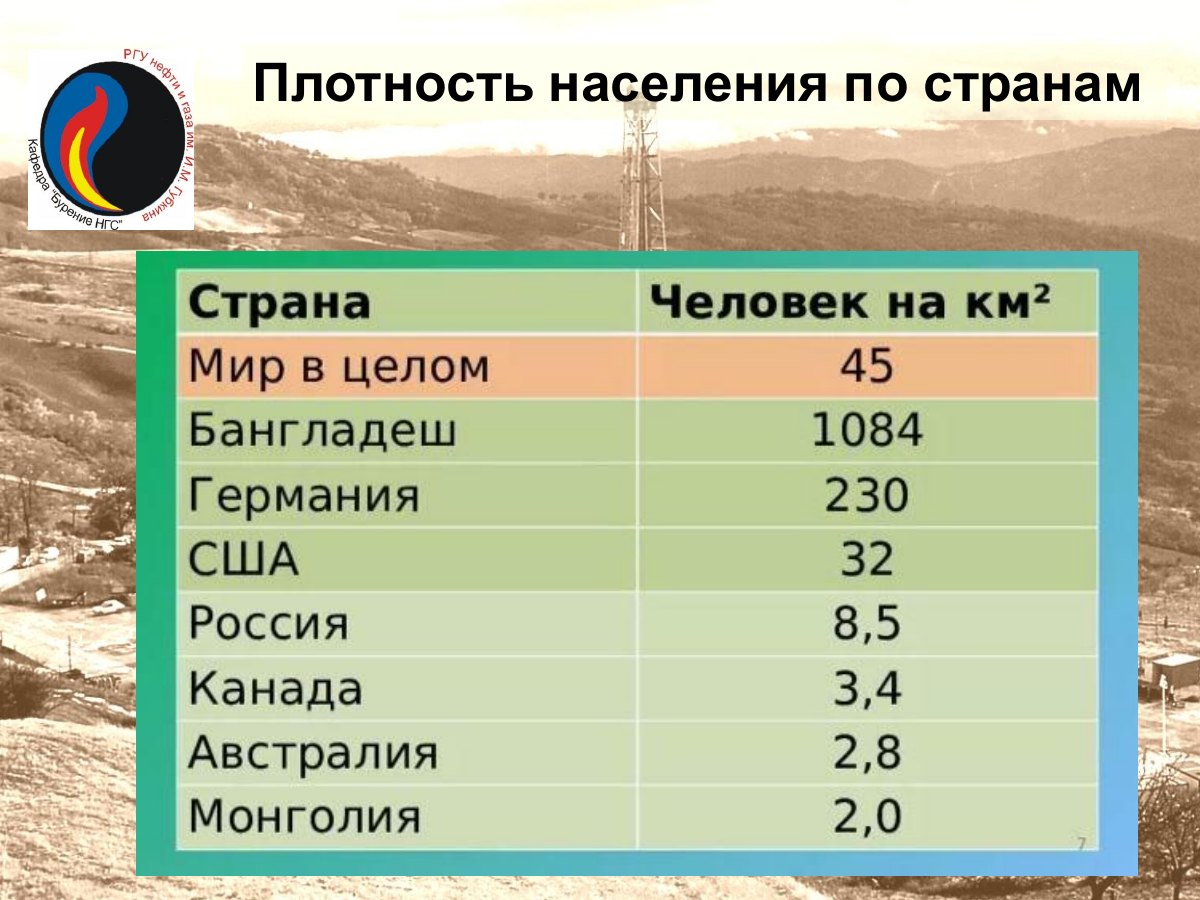 РГУ нефти и газа им. И.М. Губкина
Кафедра "Бурение НГС"
Плотность населения по странам
Страна Человек на км²
Мир в целом 45
Бангладеш 1084
Германия 230
США 32
Россия 8,5
Канада 3,4
Австралия 2,8
Монголия 2,0
7